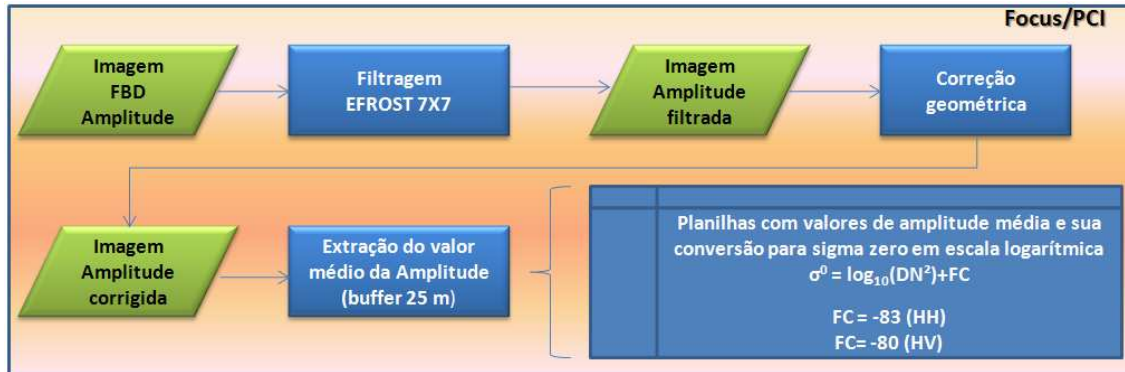 Focus/PCI
Imagem
FBD
Amplitude
Filtragem
EFROST 7X7
Imagem
Amplitude
filtrada
Correção
geométrica
Imagem
Amplitude
corrigida
Extração do valor
médio da Amplitude
(buffer 25 m)
Planilhas com valores de amplitude média e sua
conversão para sigma zero em escala logarítmica
σ⁰ = log₁₀(DN²)+FC
FC = -83 (HH)
FC= -80 (HV)